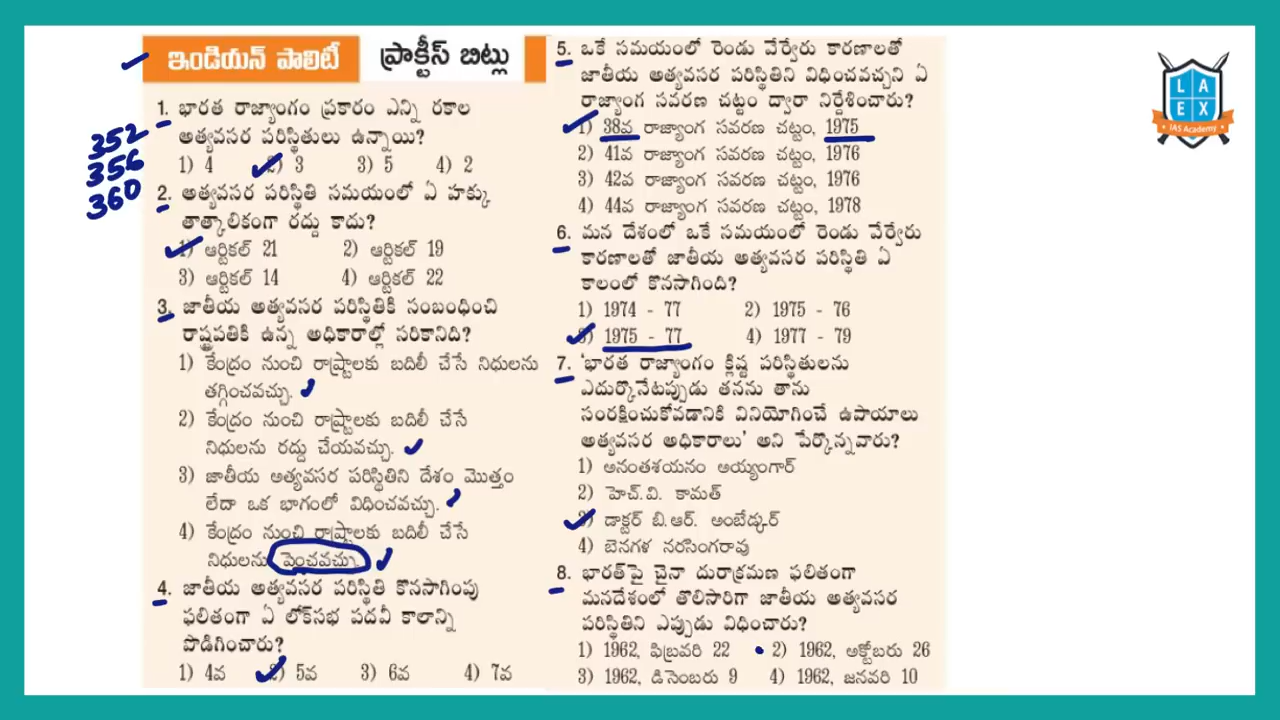 ఇండియన్ పాలిటీ ప్రాక్టీస్ బిట్లు
1. భారత రాజ్యాంగం ప్రకారం ఎన్ని రకాల
అత్యవసర పరిస్థితులు ఉన్నాయి?
352
356
360
1) 4 2) 3 3) 5 4) 2
2. అత్యవసర పరిస్థితి సమయంలో ఏ హక్కు
తాత్కాలికంగా రద్దు కాదు?
1) ఆర్టికల్ 21 2) ఆర్టికల్ 19
3) ఆర్టికల్ 14 4) ఆర్టికల్ 22
3. జాతీయ అత్యవసర పరిస్థితికి సంబంధించి
రాష్ట్రపతికి ఉన్న అధికారాల్లో సరికానిది?
1) కేంద్రం నుంచి రాష్ట్రాలకు బదిలీ చేసే నిధులను
తగ్గించవచ్చు.
2) కేంద్రం నుంచి రాష్ట్రాలకు బదిలీ చేసే
నిధులను రద్దు చేయవచ్చు.
3) జాతీయ అత్యవసర పరిస్థితిని దేశం మొత్తం
లేదా ఒక భాగంలో విధించవచ్చు.
4) కేంద్రం నుంచి రాష్ట్రాలకు బదిలీ చేసే
నిధులను పెంచవచ్చు.
4. జాతీయ అత్యవసర పరిస్థితి కొనసాగింపు
ఫలితంగా ఏ లోక్‌సభ పదవీ కాలాన్ని
పొడిగించారు?
1) 4వ 2) 5వ 3) 6వ 4) 7వ
5. ఒకే సమయంలో రెండు వేర్వేరు కారణాలతో
జాతీయ అత్యవసర పరిస్థితిని విధించవచ్చని ఏ
రాజ్యాంగ సవరణ చట్టం ద్వారా నిర్దేశించారు?
1) 38వ రాజ్యాంగ సవరణ చట్టం, 1975
2) 41వ రాజ్యాంగ సవరణ చట్టం, 1976
3) 42వ రాజ్యాంగ సవరణ చట్టం, 1976
4) 44వ రాజ్యాంగ సవరణ చట్టం, 1978
6. మన దేశంలో ఒకే సమయంలో రెండు వేర్వేరు
కారణాలతో జాతీయ అత్యవసర పరిస్థితి ఏ
కాలంలో కొనసాగింది?
1) 1974 - 77 2) 1975 - 76
3) 1975 - 77 4) 1977 - 79
7. 'భారత రాజ్యాంగం క్లిష్ట పరిస్థితులను
ఎదుర్కొనేటప్పుడు తనను తాను
సంరక్షించుకోవడానికి వినియోగించే ఉపాయాలు
అత్యవసర అధికారాలు' అని పేర్కొన్నవారు?
1) అనంతశయనం అయ్యంగార్
2) హెచ్.వి. కామత్
3) డాక్టర్ బి.ఆర్. అంబేద్కర్
4) బెనగళ నరసింగరావు
8. భారత్‌పై చైనా దురాక్రమణ ఫలితంగా
మనదేశంలో తొలిసారిగా జాతీయ అత్యవసర
పరిస్థితిని ఎప్పుడు విధించారు?
1) 1962, ఫిబ్రవరి 22 2) 1962, అక్టోబరు 26
3) 1962, డిసెంబరు 9 4) 1962, జనవరి 10
LA
EX
IAS Academy